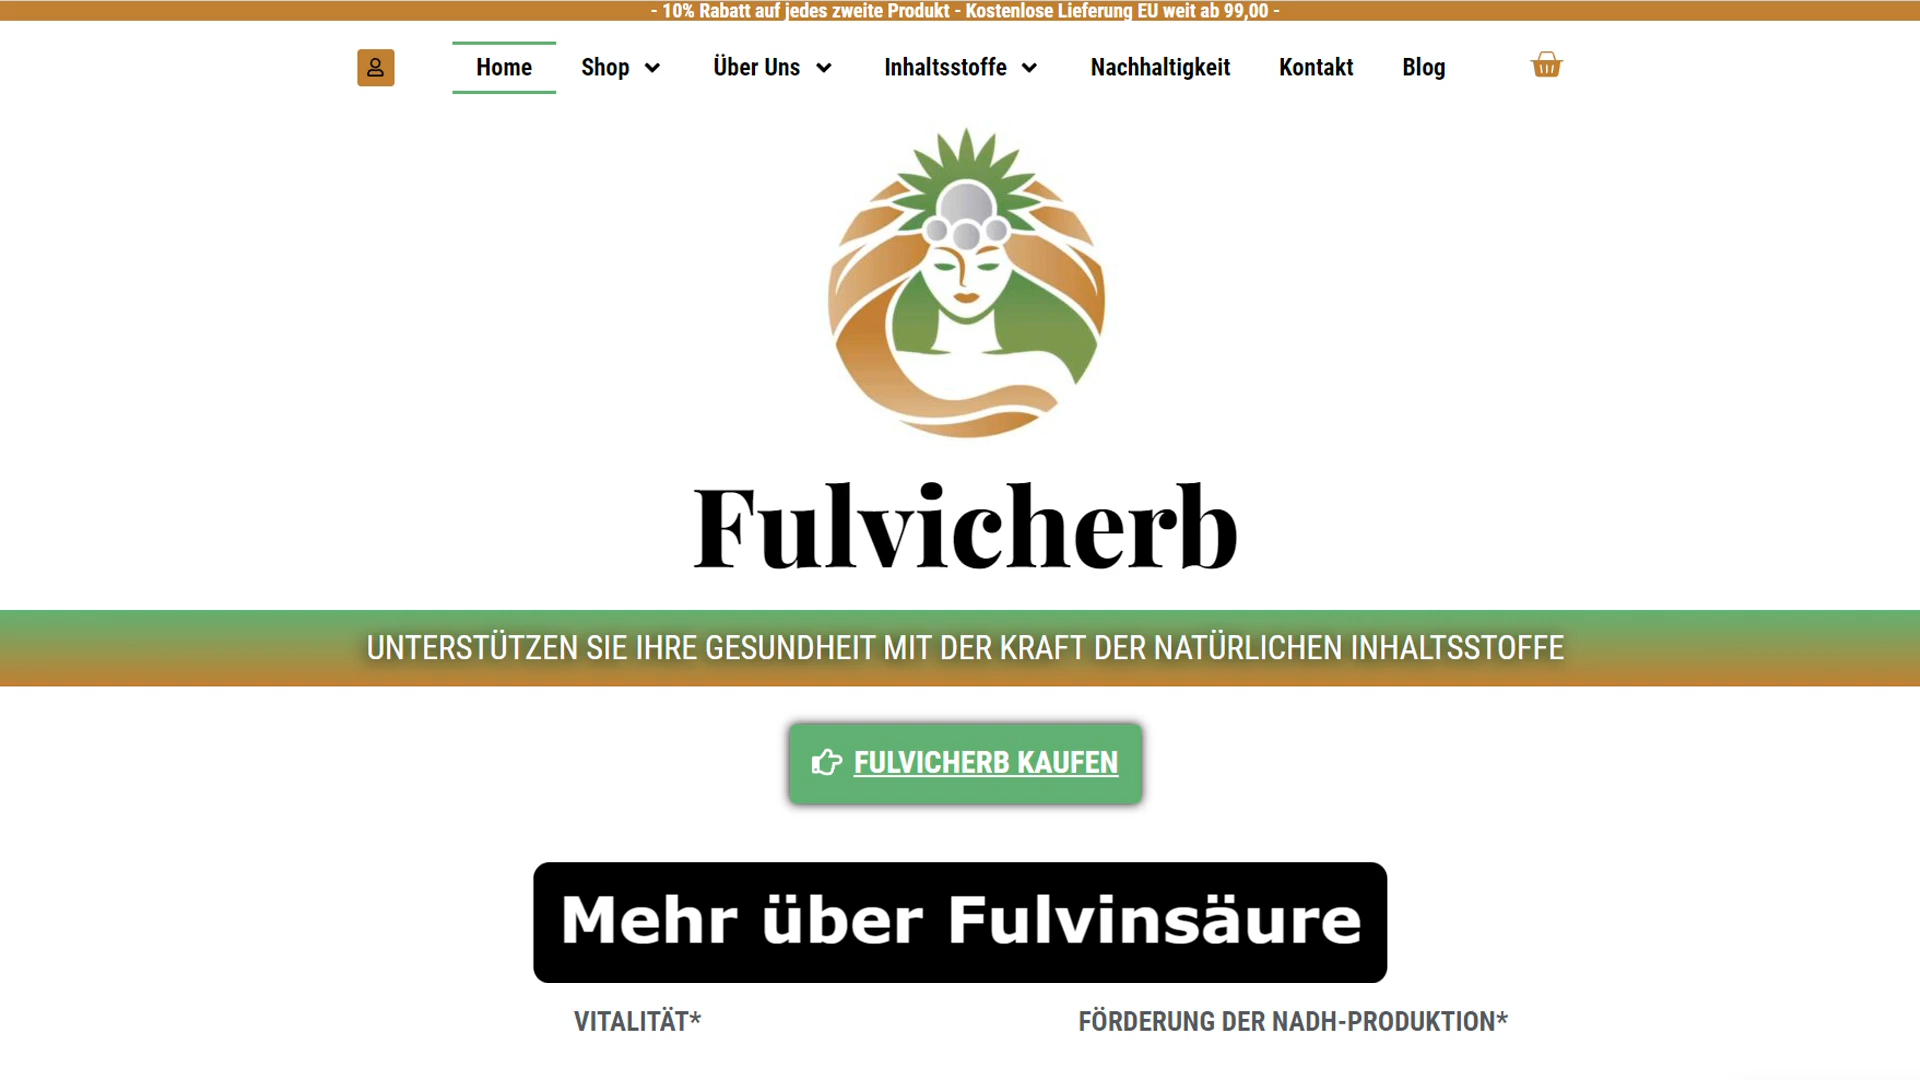 - 10% Rabatt auf jedes zweite Produkt - Kostenlose Lieferung EU weit ab 99,00 -
Home Shop Über Uns Inhaltsstoffe Nachhaltigkeit Kontakt Blog
Fulvicherb
UNTERSTÜTZEN SIE IHRE GESUNDHEIT MIT DER KRAFT DER NATÜRLICHEN INHALTSSTOFFE
FULVICHERB KAUFEN
Mehr über Fulvinsäure
VITALITÄT* FÖRDERUNG DER NADH-PRODUKTION*